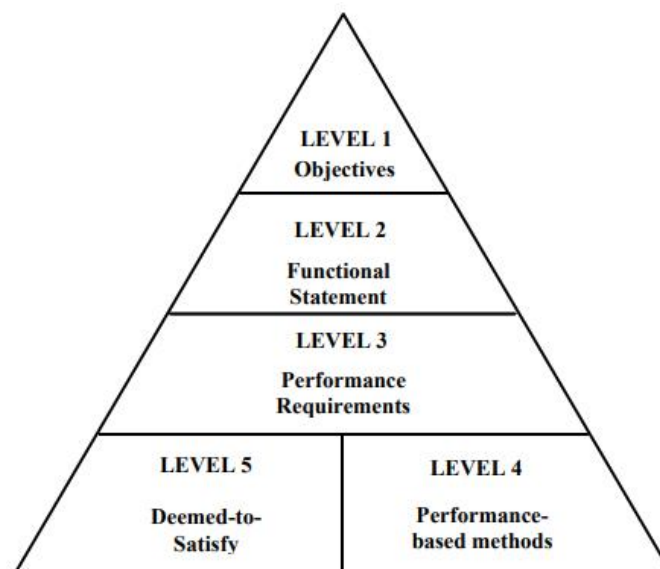 LEVEL 1
Objectives
LEVEL 2
Functional
Statement
LEVEL 3
Performance
Requirements
LEVEL 5
Deemed-to-
Satisfy
LEVEL 4
Performance-
based methods